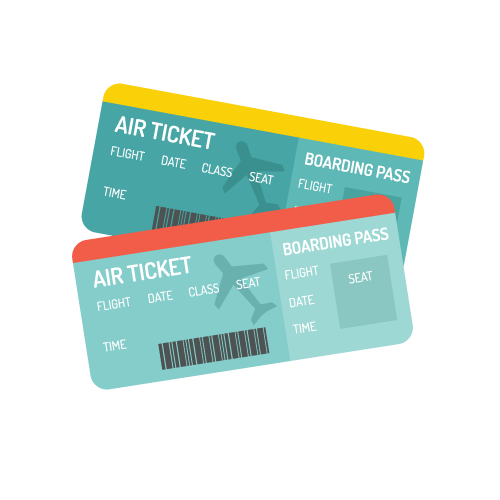 AIR TICKET
FLIGHT DATE CLASS SEAT
TIME
BOARDING PASS
FLIGHT
AIR TICKET
FLIGHT DATE CLASS SEAT
TIME
BOARDING PASS
FLIGHT
SEAT
DATE
TIME